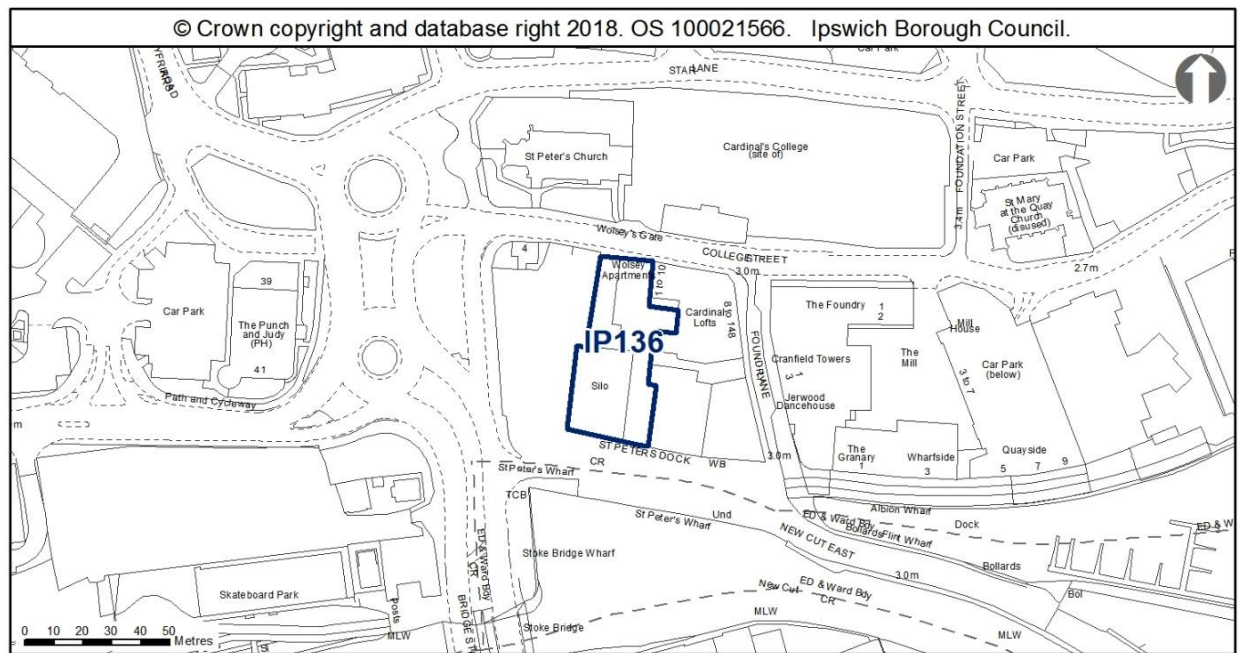 © Crown copyright and database right 2018. OS 100021566. Ipswich Borough Council.
STAR LANE
Car Park
FOUNDATION STREET
3.4m
St Peter's Church
Cardinal's College
(site of)
Car Park
St Mary
at the Quay
Church
(disused)
Wolsey's Gate
COLLEGE STREET
3.0m
2.7m
4
39
Car Park
The Punch
and Judy
(PH)
41
Path and Cycleway
Wolsey
Apartments
1 to 10
Cardinal
Lofts
8 to 148
IP136
Silo
The Foundry
1
2
Mill
House
Cranfield Towers
The
Mill
Car Park
(below)
1
3
3 to 7
Jerwood
Dancehouse
The
Granary
1
Wharfside
3
Quayside
5
7
9
ST PETERS DOCK
WB
3.0m
CR
St Peter's Wharf
TCB
St Peter's Wharf
Und
Albion Wharf
Dock
ED & Ward Bdy
Bollards
Flint Wharf
ED & W
NEW CUT EAST
3.0m
Bollards
Bol
Stoke Bridge Wharf
ED & Ward Bdy
CR
New Cut
ED & Ward Bdy
CR
Skateboard Park
Posts
MLW
MLW
MLW
Stoke Bridge
0 10 20 30 40 50
Metres